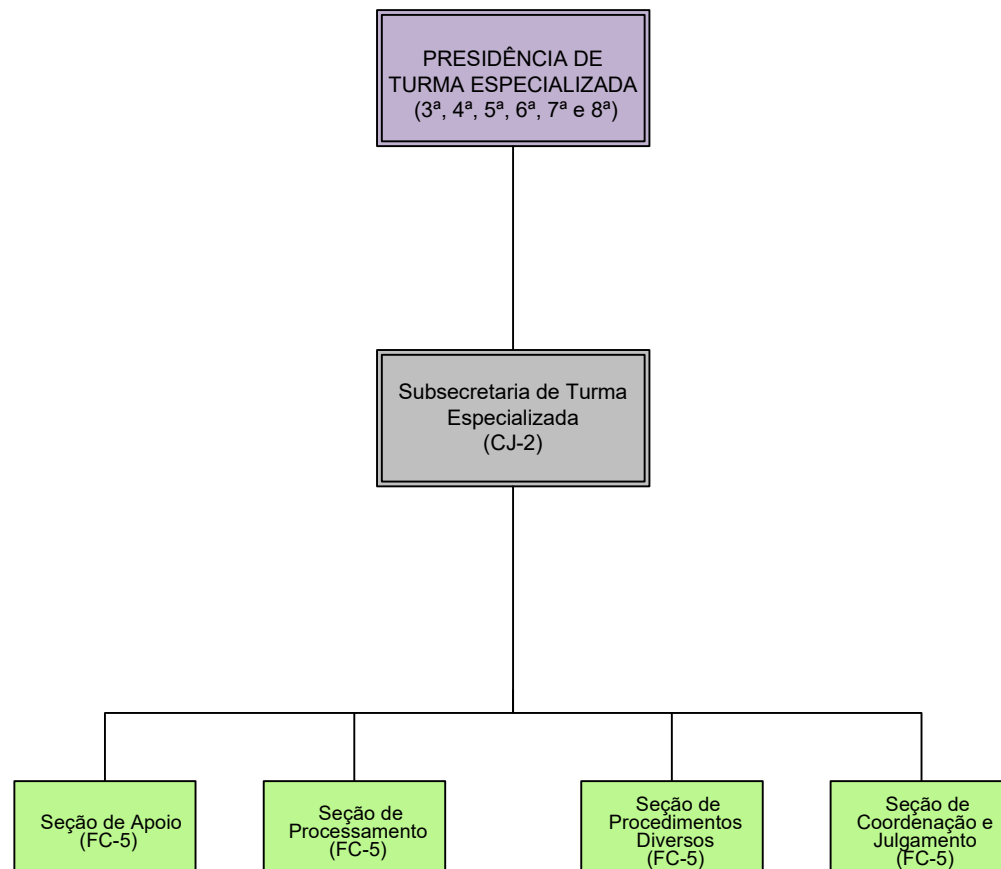 PRESIDÊNCIA DE
TURMA ESPECIALIZADA
(3ª, 4ª, 5ª, 6ª, 7ª e 8ª)
Subsecretaria de Turma
Especializada
(CJ-2)
Seção de Apoio
(FC-5)
Seção de
Processamento
(FC-5)
Seção de
Procedimentos
Diversos
(FC-5)
Seção de
Coordenação e
Julgamento
(FC-5)